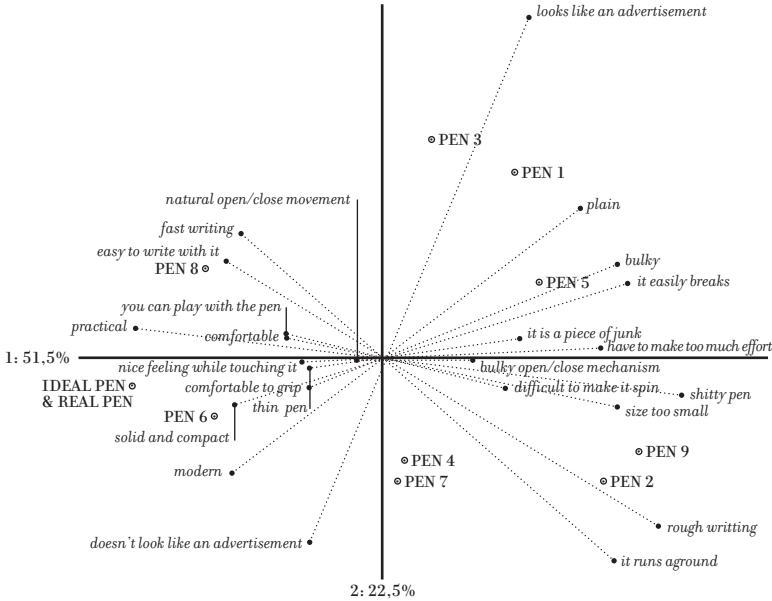 looks like an advertisement
PEN 3
PEN 1
natural open/close movement
plain
fast writing
easy to write with it
bulky
PEN 8
PEN 5
it easily breaks
you can play with the pen
practical
comfortable
it is a piece of junk
have to make too much effort
1: 51,5%
nice feeling while touching it
bulky open/close mechanism
IDEAL PEN
& REAL PEN
comfortable to grip
difficult to make it spin
shitty pen
thin pen
size too small
PEN 6
solid and compact
PEN 9
PEN 4
modern
PEN 7
PEN 2
rough writting
doesn't look like an advertisement
it runs aground
2: 22,5%